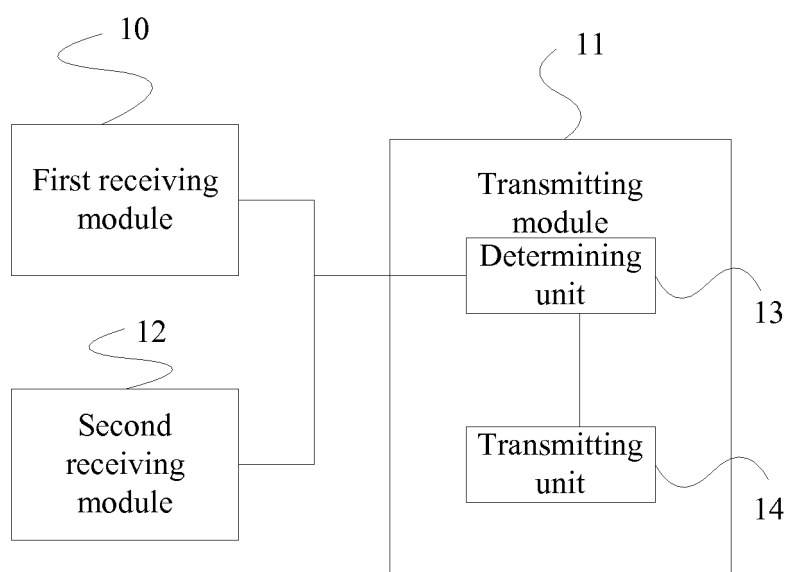 10
11
First receiving
module
Transmitting
module
Determining
unit
13
12
Second
receiving
module
Transmitting
unit
14